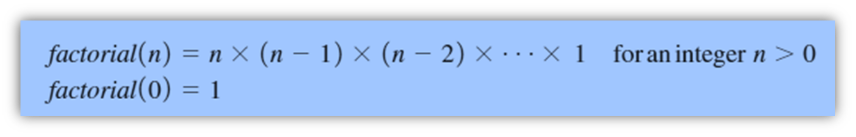 factorial(n) = n × (n − 1) × (n − 2) × ··· × 1 for an integer n > 0
factorial(0) = 1